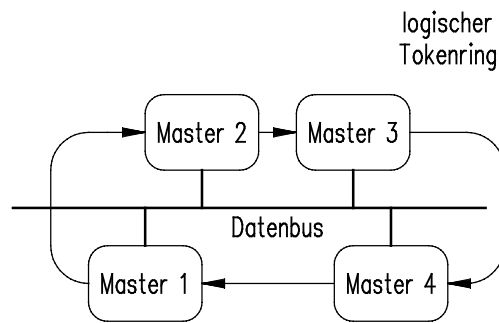 logischer
Tokenring
Master 2
Master 3
Datenbus
Master 1
Master 4